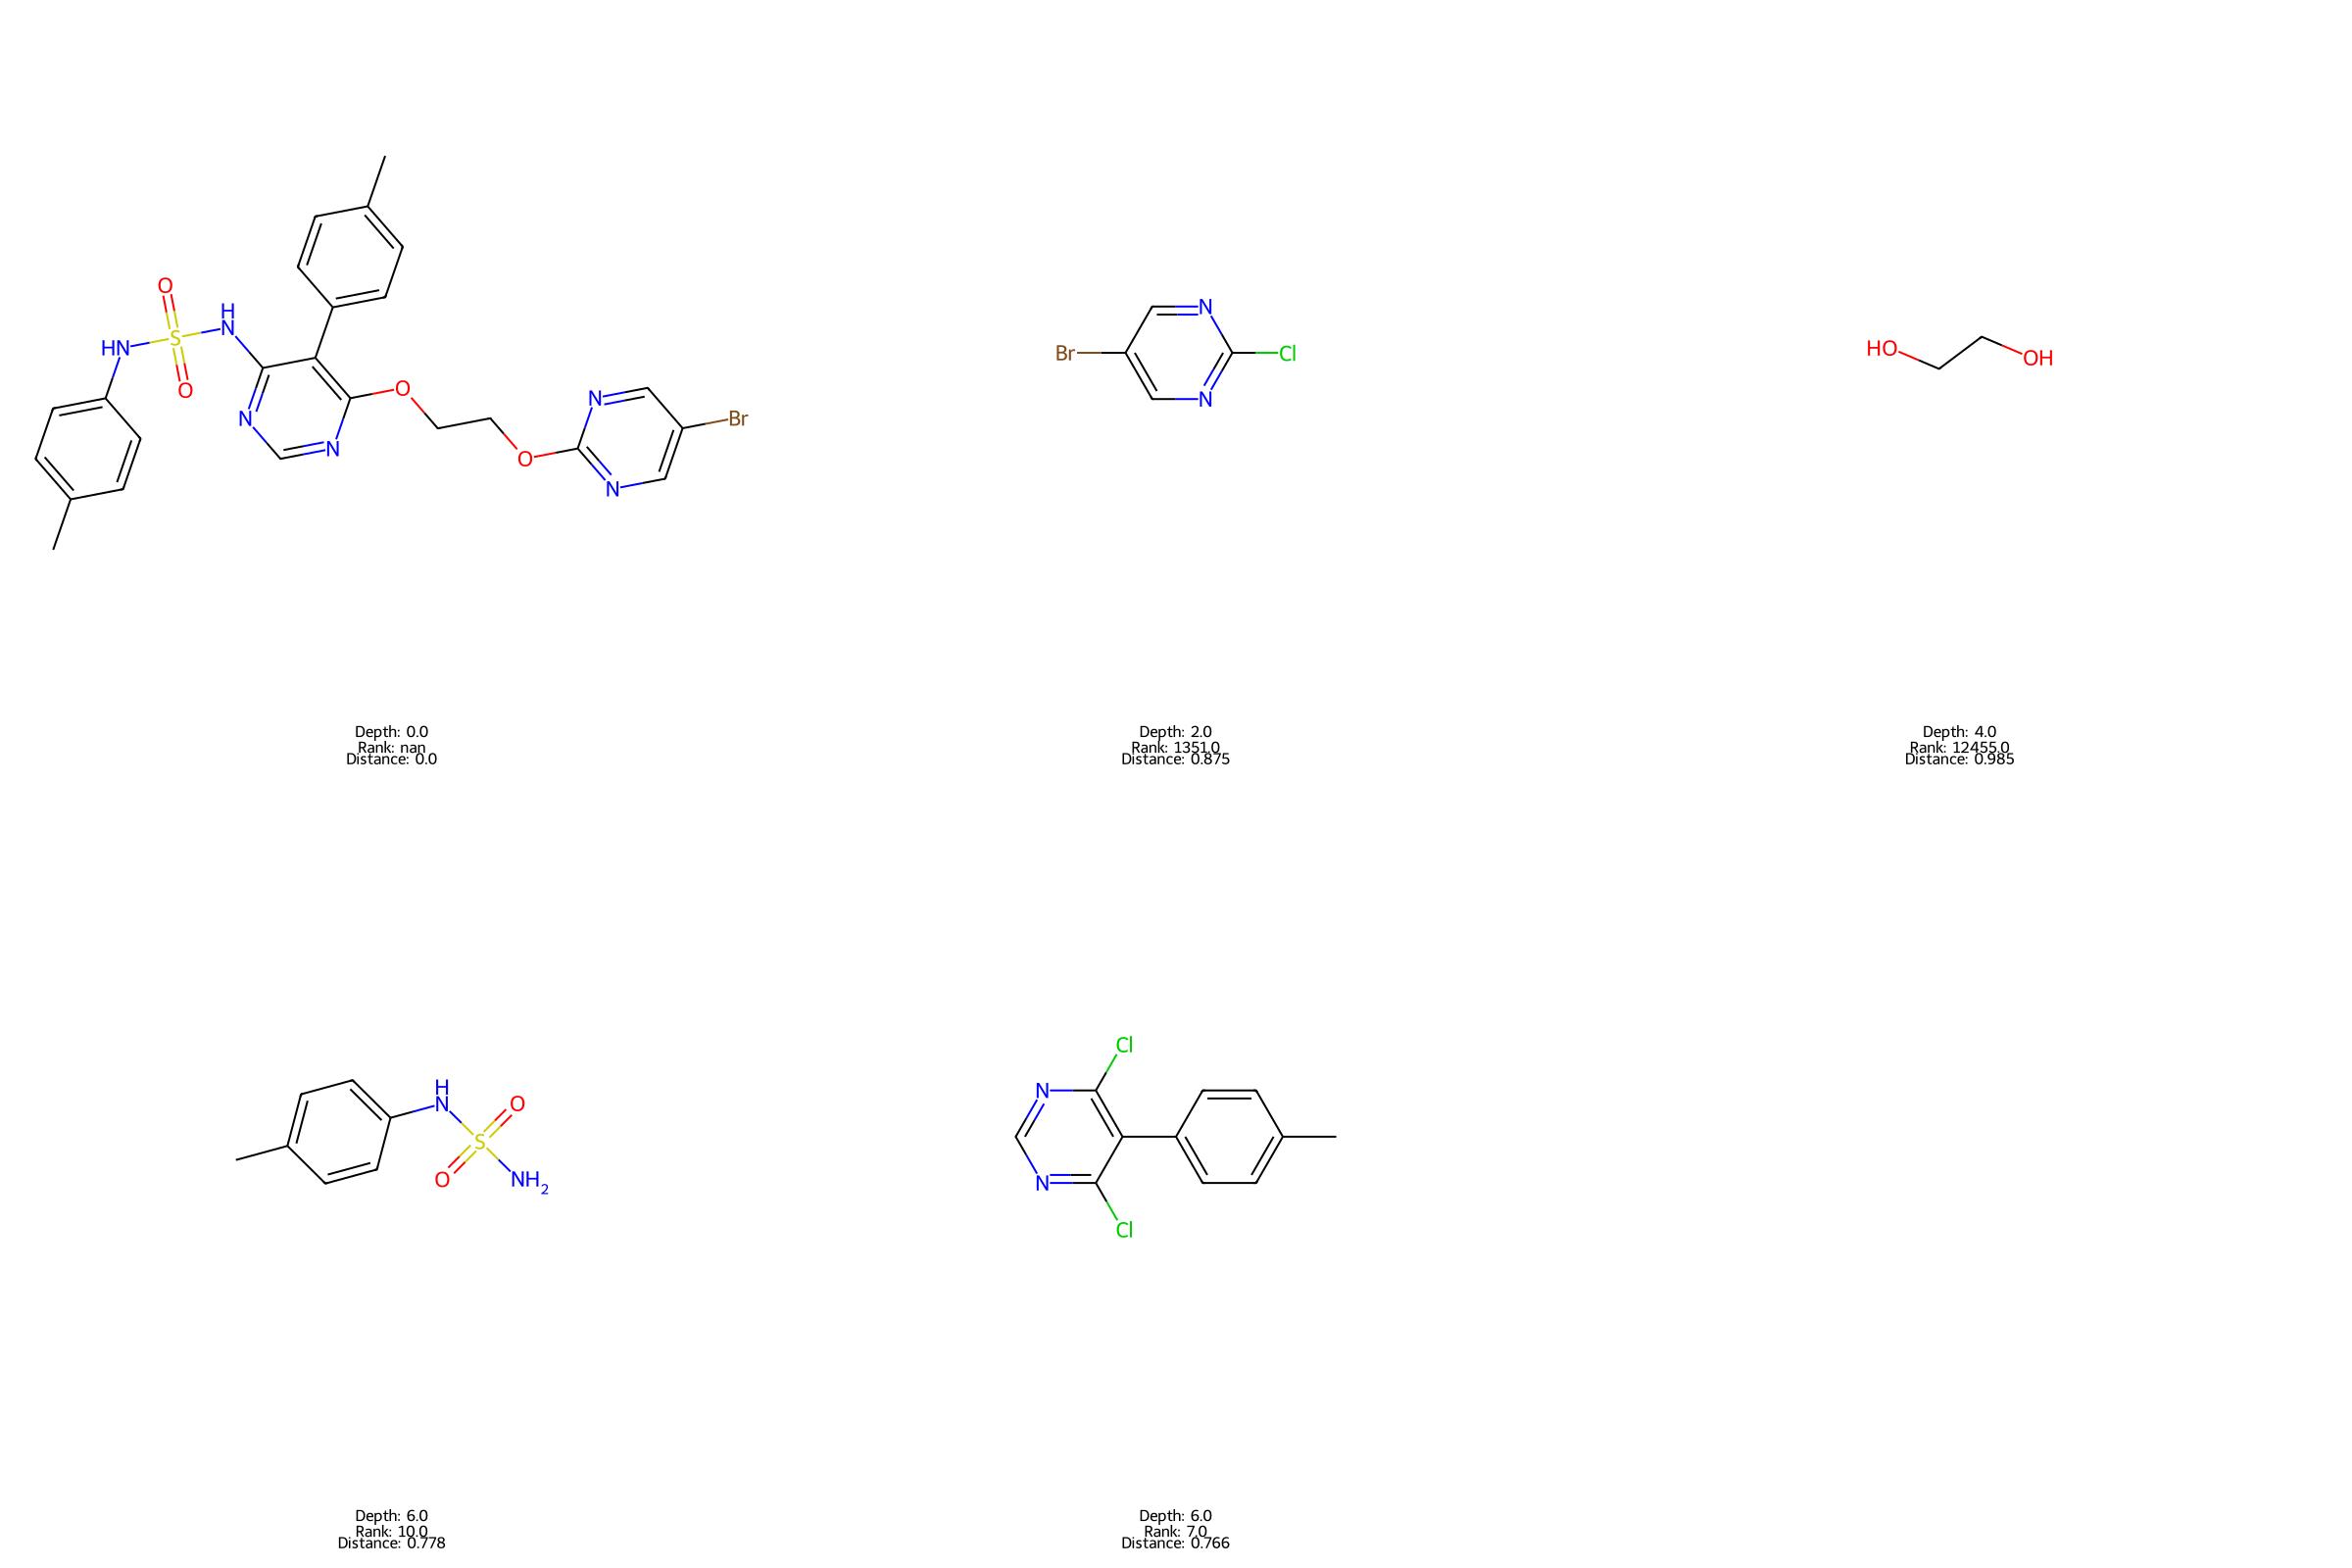 O
H
N
HN
S
O
N
N
O
O
N
N
Br
Br
N
N
Cl
HO
OH
Depth: 0.0
Rank: nan
Distance: 0.0
Depth: 2.0
Rank: 1351.0
Distance: 0.875
Depth: 4.0
Rank: 12455.0
Distance: 0.985
H
N
O
S
O
NH2
Cl
N
N
Cl
Depth: 6.0
Rank: 10.0
Distance: 0.778
Depth: 6.0
Rank: 7.0
Distance: 0.766